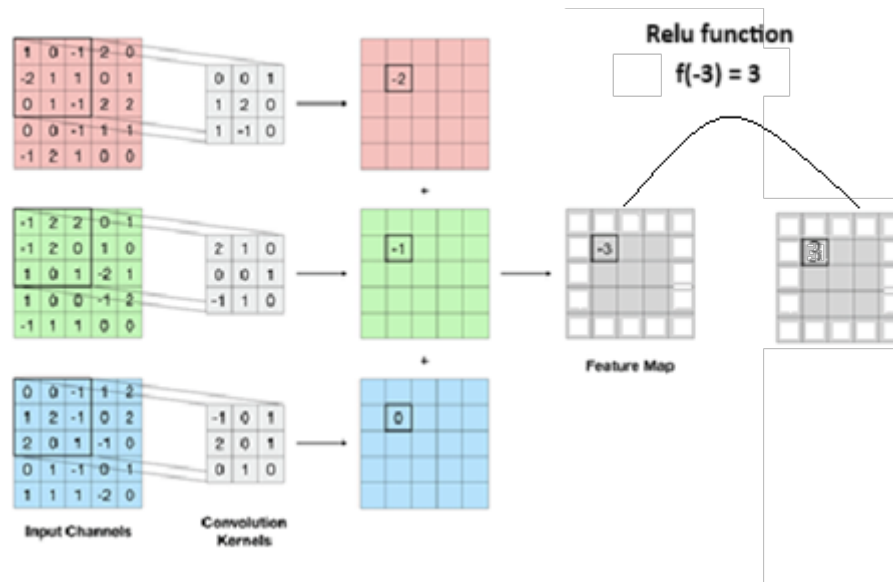 Relu function
f(-3) = 3
1 0 -1 2 0
-2 1 1 0 1
0 1 -1 2 2
0 0 -1 1 1
-1 2 1 0 0
0 0 1
1 2 0
1 -1 0
-2
+
-1 2 2 0 1
-1 2 0 1 0
1 0 1 -2 1
1 0 0 -1 2
-1 1 1 0 0
2 1 0
0 0 1
-1 1 0
-1
-3
3
Feature Map
+
0 0 -1 1 2
1 2 -1 0 2
2 0 1 -1 0
0 1 -1 0 1
1 1 1 -2 0
-1 0 1
2 0 1
0 1 0
0
Input Channels
Convolution
Kernels